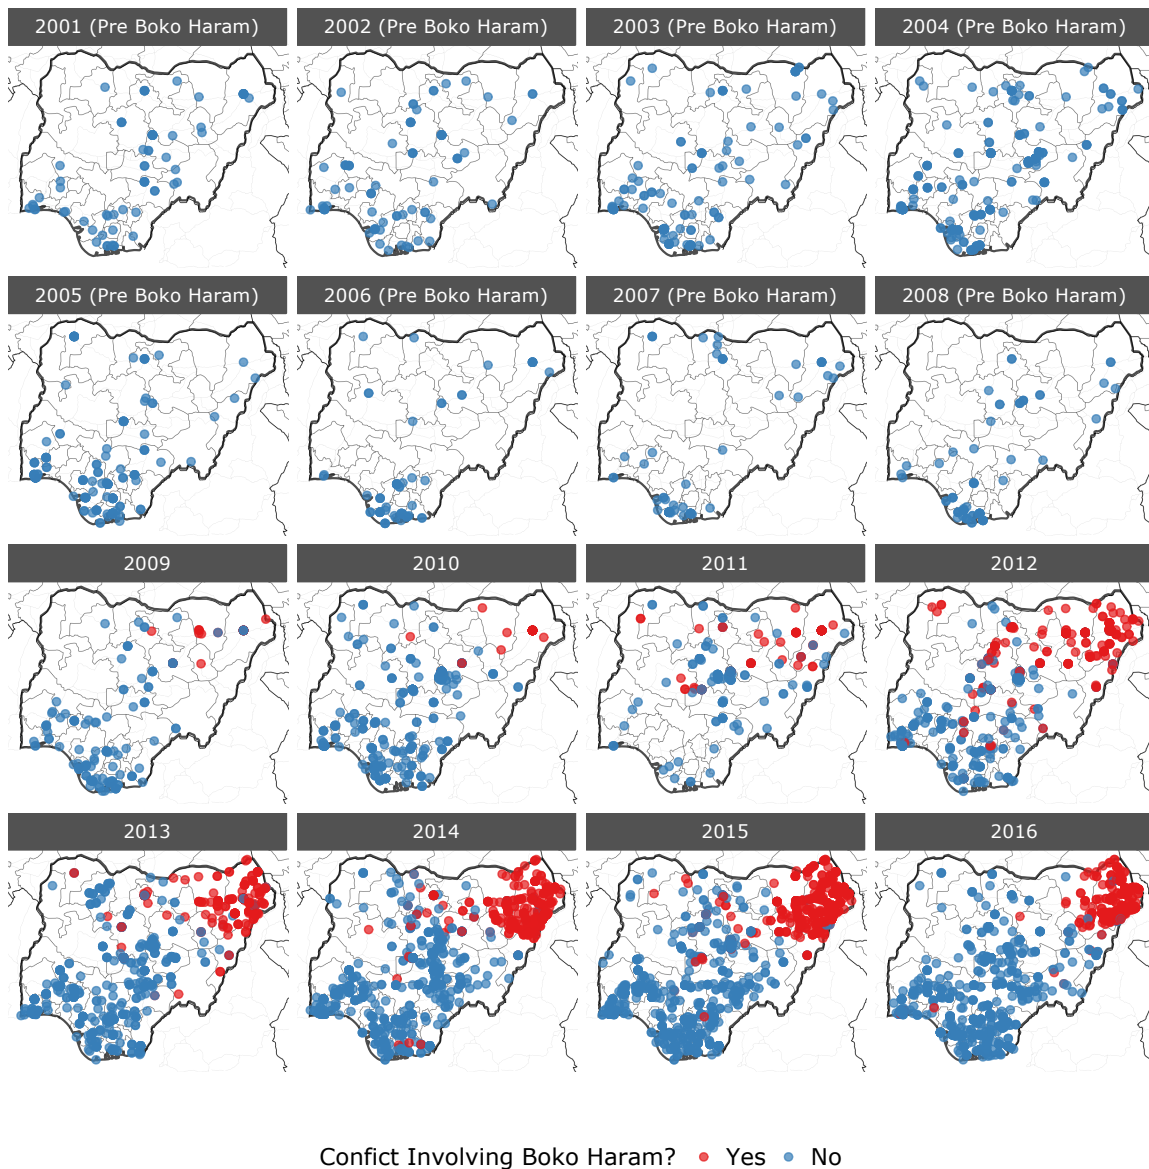 2001 (Pre Boko Haram)
2002 (Pre Boko Haram)
2003 (Pre Boko Haram)
2004 (Pre Boko Haram)
2005 (Pre Boko Haram)
2006 (Pre Boko Haram)
2007 (Pre Boko Haram)
2008 (Pre Boko Haram)
2009
2010
2011
2012
2013
2014
2015
2016
Confict Involving Boko Haram? Yes No